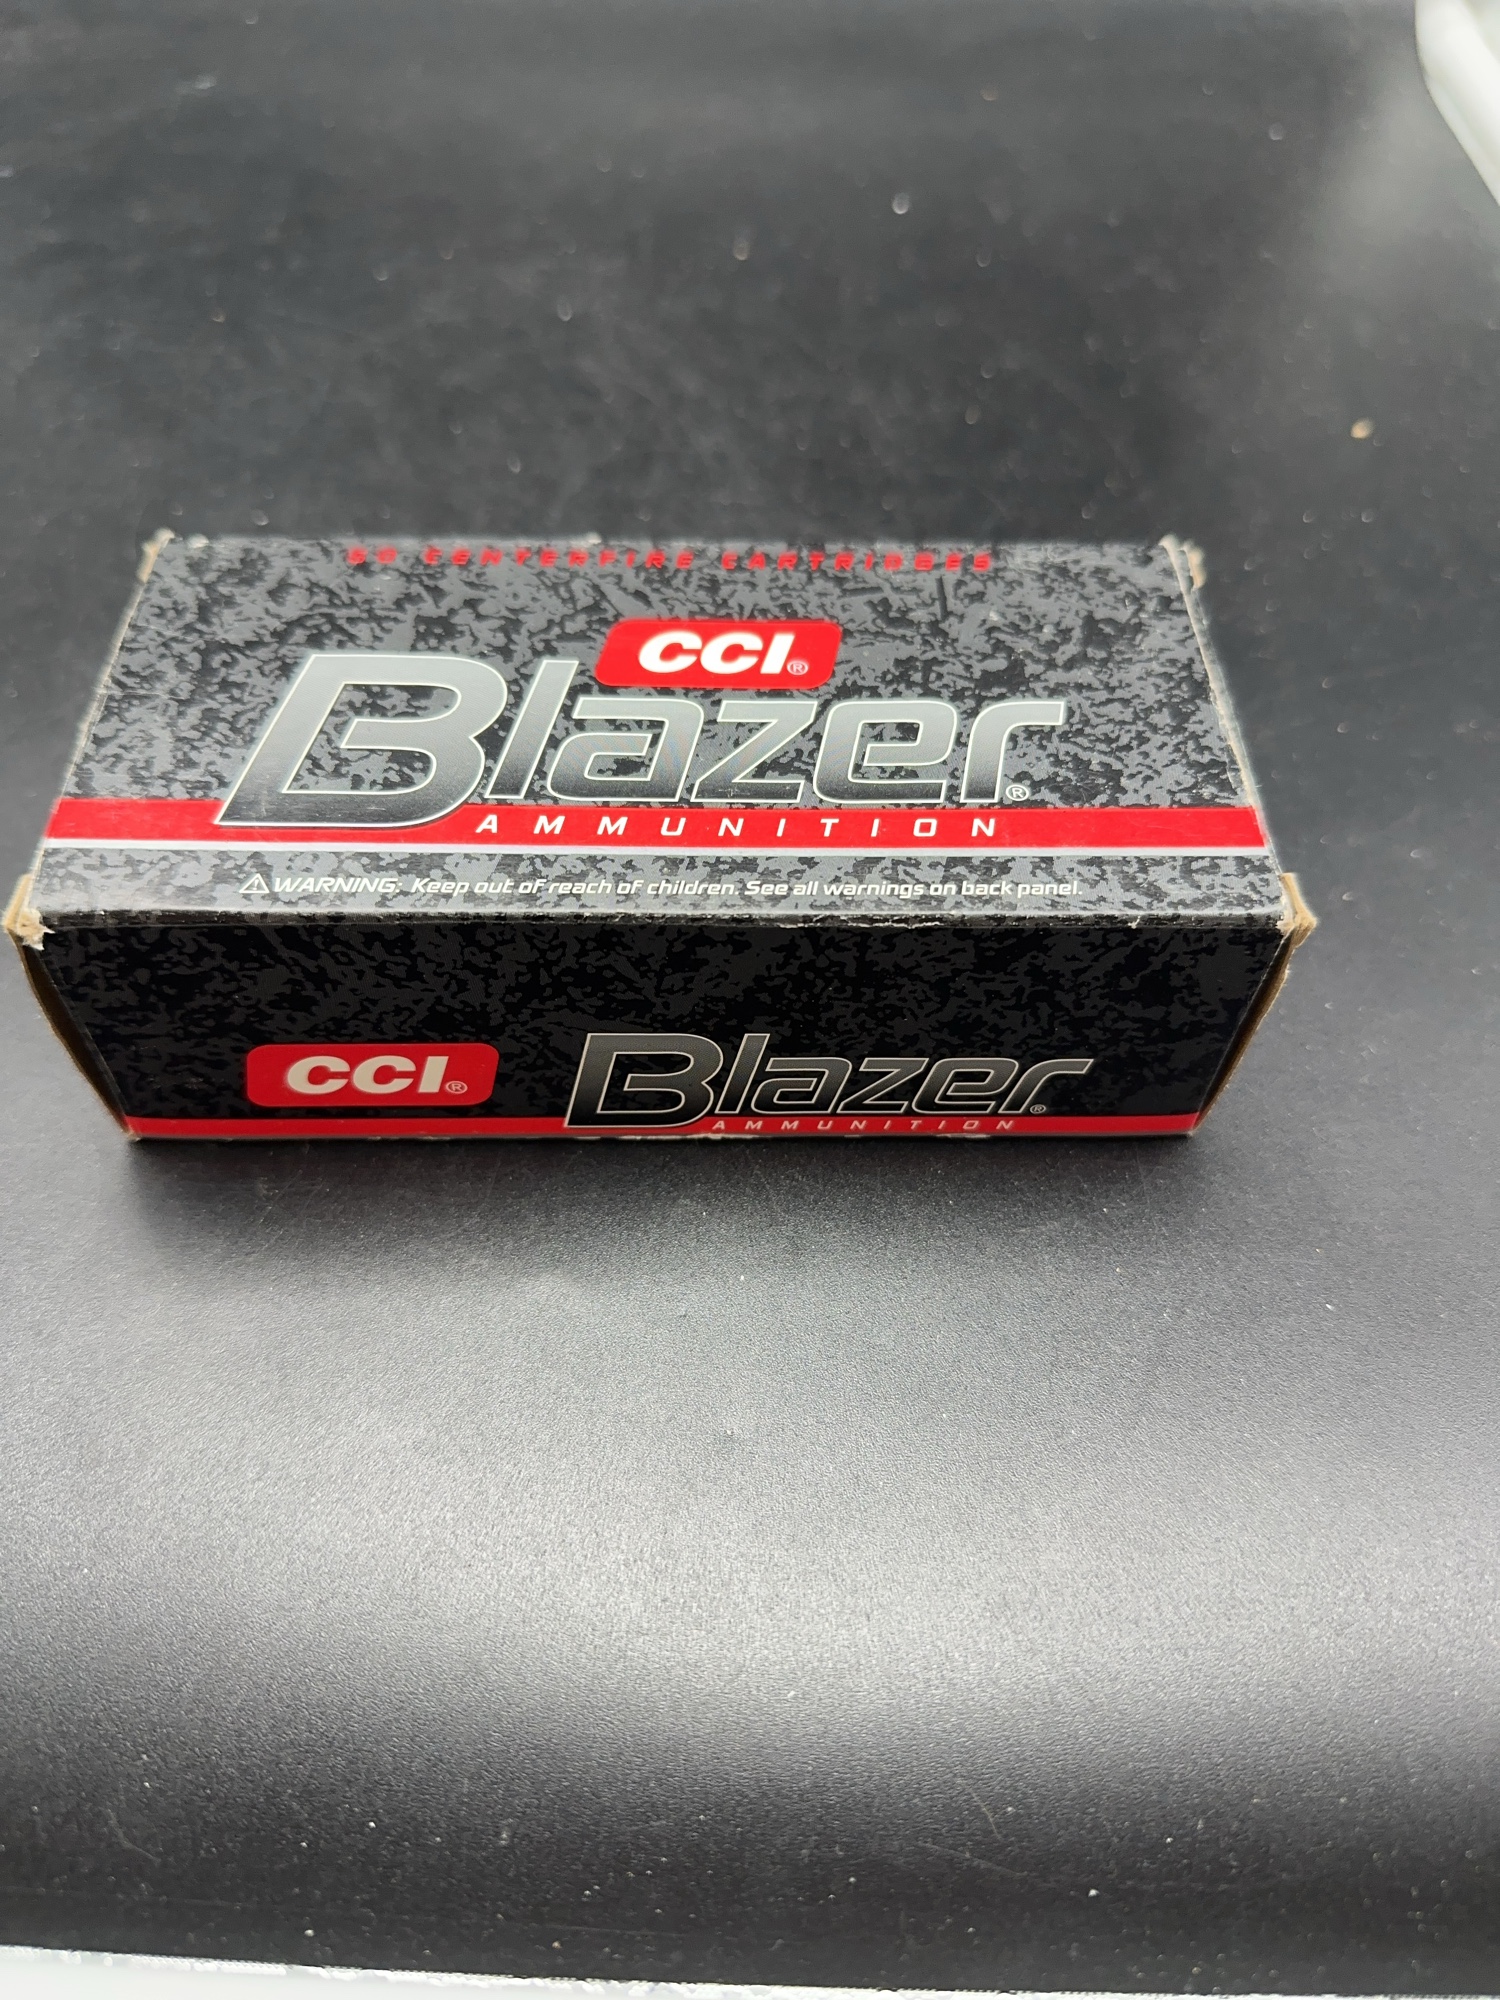 50 CENTERFIRE CARTRIDGES
CCI®
Blazer®
AMMUNITION
⚠ WARNING: Keep out of reach of children. See all warnings on back panel.
CCI® Blazer®
AMMUNITION